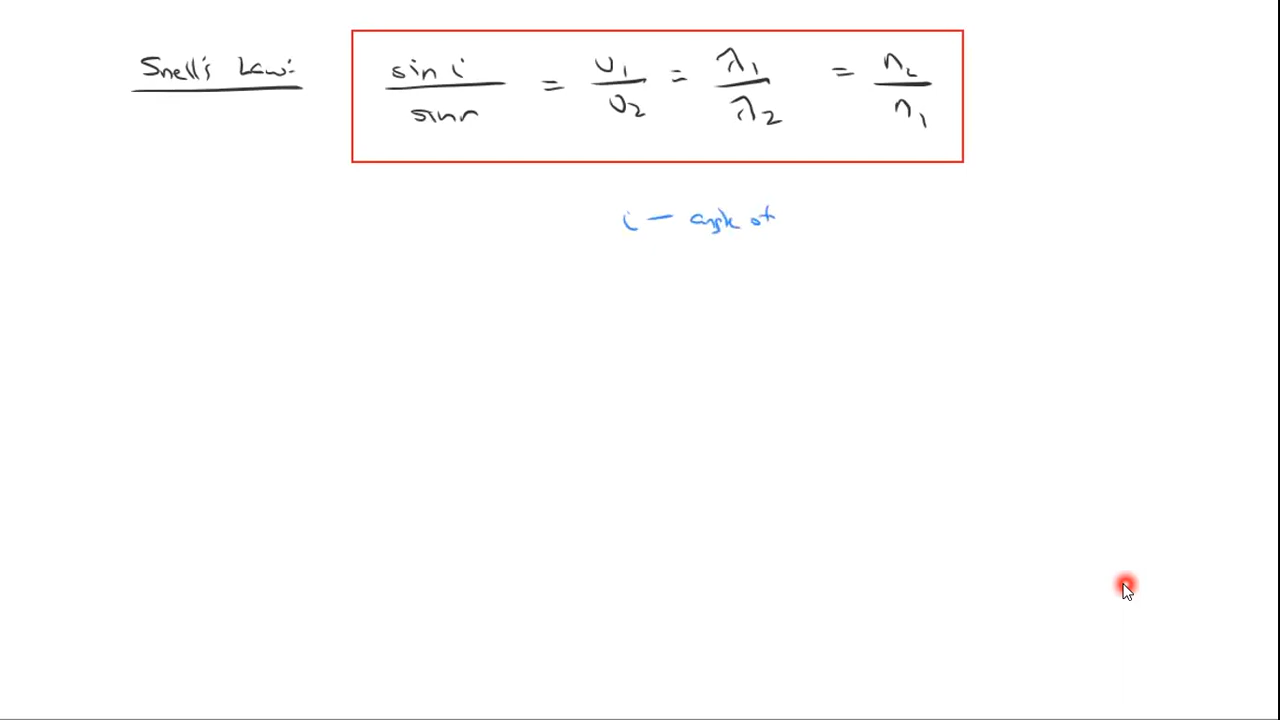 Snell's Law:
sin i / sin r = v₁ / v₂ = λ₁ / λ₂ = n₂ / n₁
i — angle of